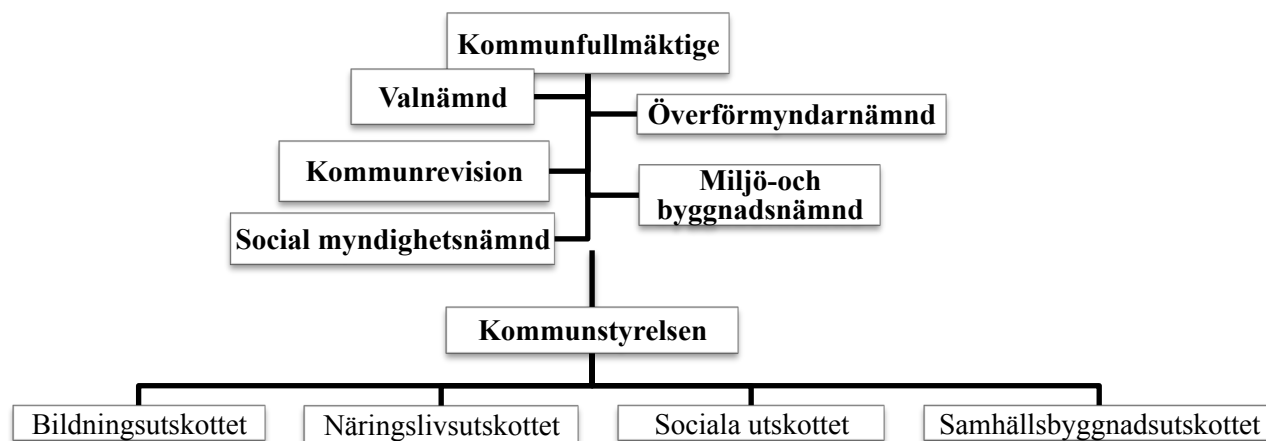 Kommunfullmäktige
Valnämnd
Överförmyndarnämnd
Kommunrevision
Miljö-och
byggnadsnämnd
Social myndighetsnämnd
Kommunstyrelsen
Bildningsutskottet
Näringslivsutskottet
Sociala utskottet
Samhällsbyggnadsutskottet